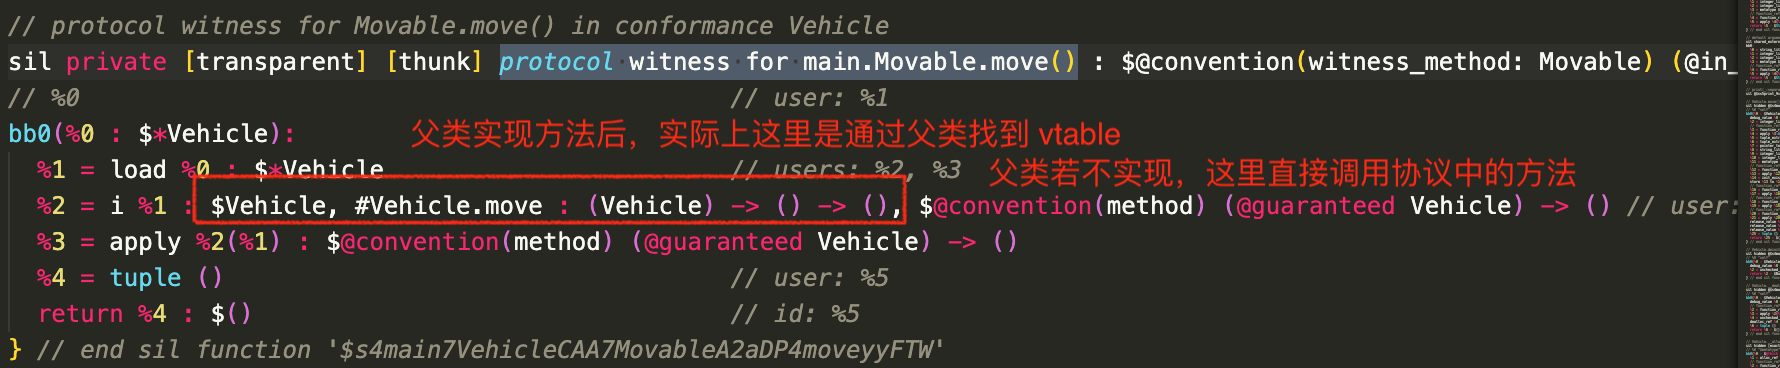 // protocol witness for Movable.move() in conformance Vehicle
sil private [transparent] [thunk] protocol witness for main.Movable.move() : $@convention(witness_method: Movable) (@in_
// %0 // user: %1
bb0(%0 : $*Vehicle): 父类实现方法后，实际上这里是通过父类找到 vtable
%1 = load %0 : $*Vehicle // users: %2, %3 父类若不实现，这里直接调用协议中的方法
%2 = i %1 : $Vehicle, #Vehicle.move : (Vehicle) -> () -> (), $@convention(method) (@guaranteed Vehicle) -> () // user:
%3 = apply %2(%1) : $@convention(method) (@guaranteed Vehicle) -> ()
%4 = tuple () // user: %5
return %4 : $() // id: %5
} // end sil function '$s4main7VehicleCAA7MovableA2aDP4moveyyFTW'